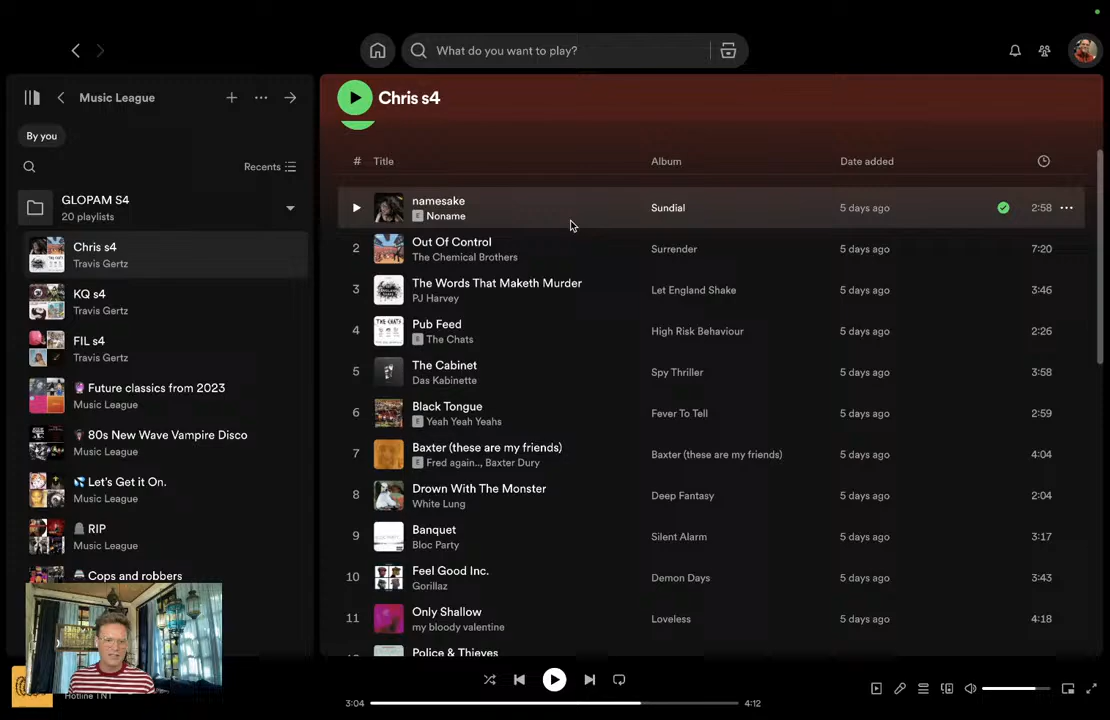 What do you want to play?
Music League
By you
Recents
GLOPAM S4
20 playlists
Chris s4
Travis Gertz
KQ s4
Travis Gertz
FIL s4
Travis Gertz
Future classics from 2023
Music League
80s New Wave Vampire Disco
Music League
Let's Get it On.
Music League
RIP
Music League
Cops and robbers
Hotline TNT
Chris s4
# Title Album Date added
namesake Sundial 5 days ago 2:58
E Noname
2 Out Of Control Surrender 5 days ago 7:20
The Chemical Brothers
3 The Words That Maketh Murder Let England Shake 5 days ago 3:46
PJ Harvey
4 Pub Feed High Risk Behaviour 5 days ago 2:26
E The Chats
5 The Cabinet Spy Thriller 5 days ago 3:58
Das Kabinette
6 Black Tongue Fever To Tell 5 days ago 2:59
E Yeah Yeah Yeahs
7 Baxter (these are my friends) Baxter (these are my friends) 5 days ago 4:04
E Fred again.., Baxter Dury
8 Drown With The Monster Deep Fantasy 5 days ago 2:04
White Lung
9 Banquet Silent Alarm 5 days ago 3:17
Bloc Party
10 Feel Good Inc. Demon Days 5 days ago 3:43
Gorillaz
11 Only Shallow Loveless 5 days ago 4:18
my bloody valentine
Police & Thieves
3:04 4:12